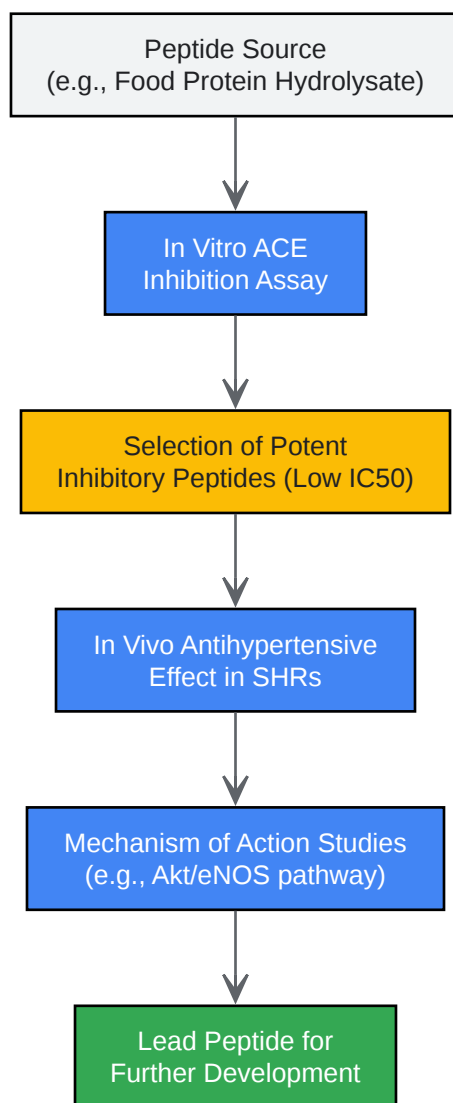 Peptide Source
(e.g., Food Protein Hydrolysate)
In Vitro ACE
Inhibition Assay
Selection of Potent
Inhibitory Peptides (Low IC50)
In Vivo Antihypertensive
Effect in SHRs
Mechanism of Action Studies
(e.g., Akt/eNOS pathway)
Lead Peptide for
Further Development